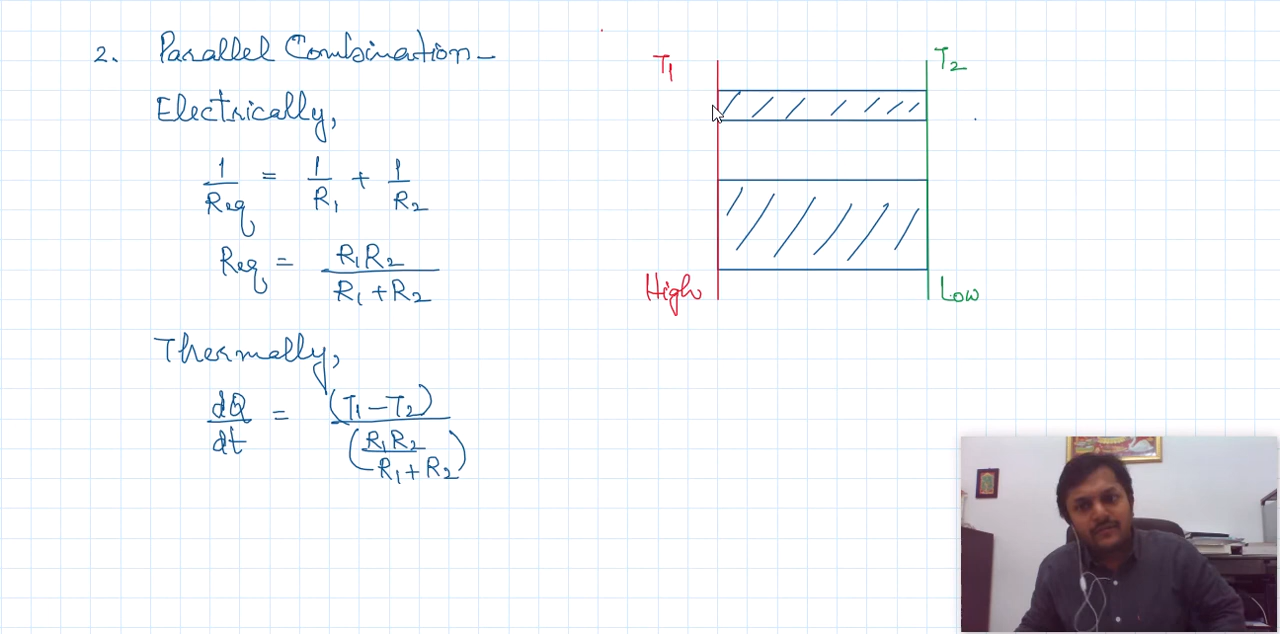 2. Parallel Combination-
Electrically,
1/Req = 1/R₁ + 1/R₂
Req = R₁R₂/(R₁+R₂)
Thermally,
dQ/dt = (T₁-T₂)/(R₁R₂/(R₁+R₂))
T₁
T₂
High
Low